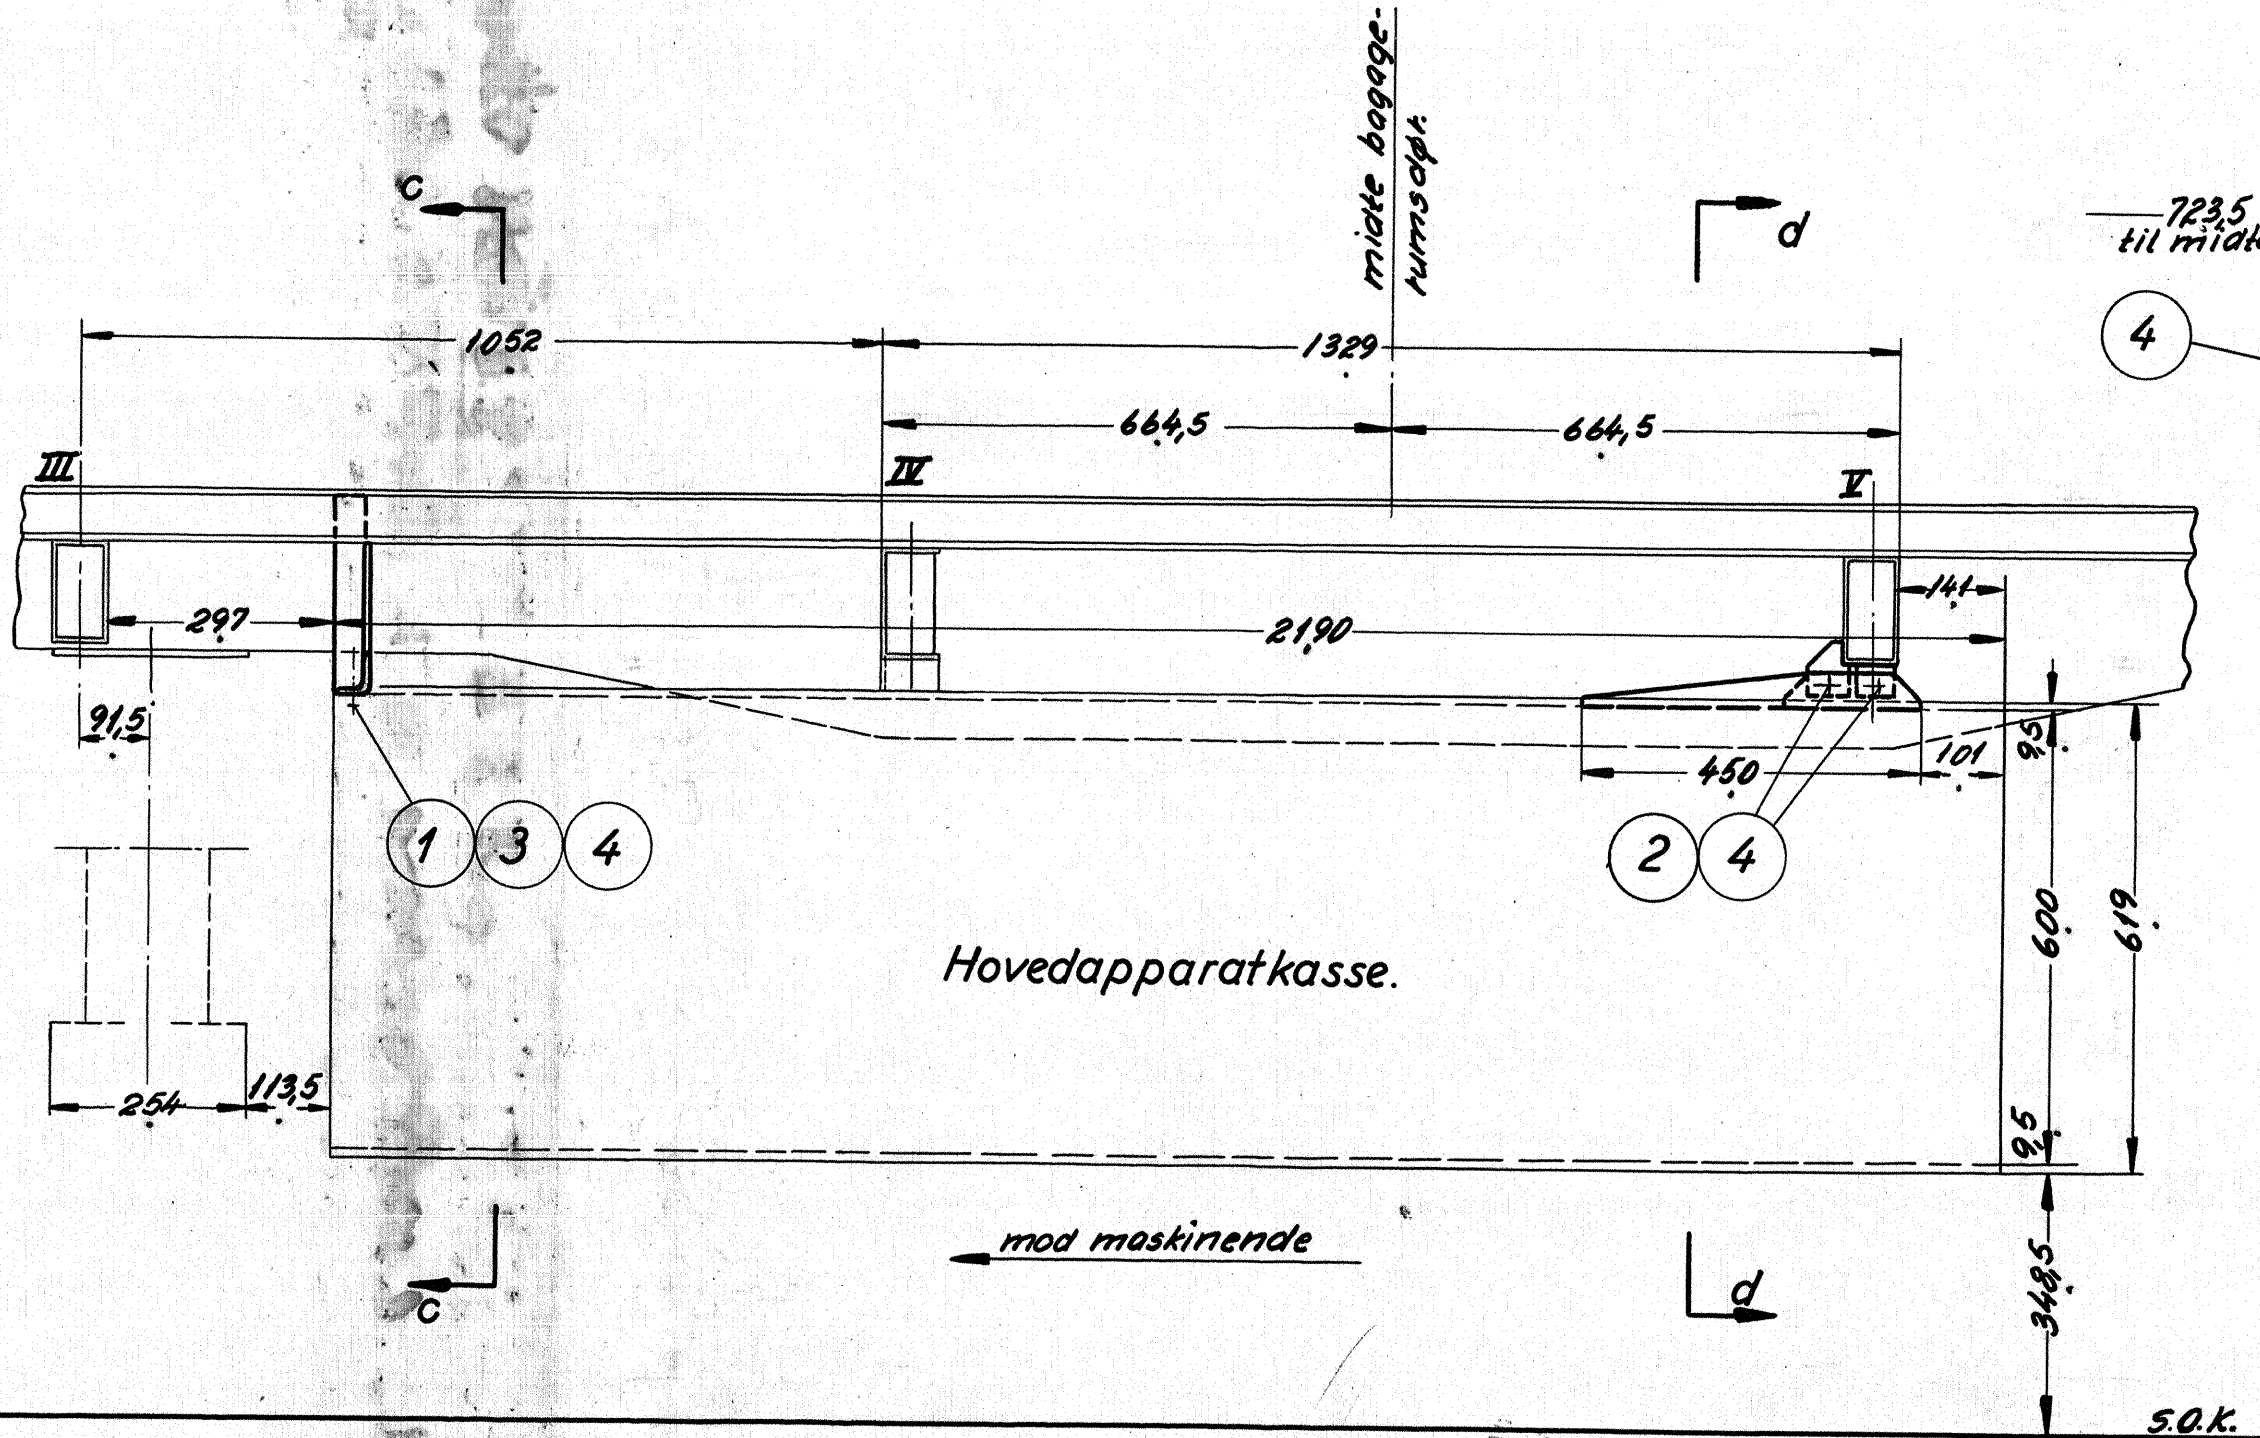 midte bagage-
rumsdør.
c
d
723,5
til midte
4
1052
1329
664,5
664,5
III
IV
V
297
2190
141
91,5
9,5
450
101
1
3
4
2
4
600
619
Hovedapparatkasse.
254
113,5
9,5
mod maskinende
c
d
348,5
S.O.K.